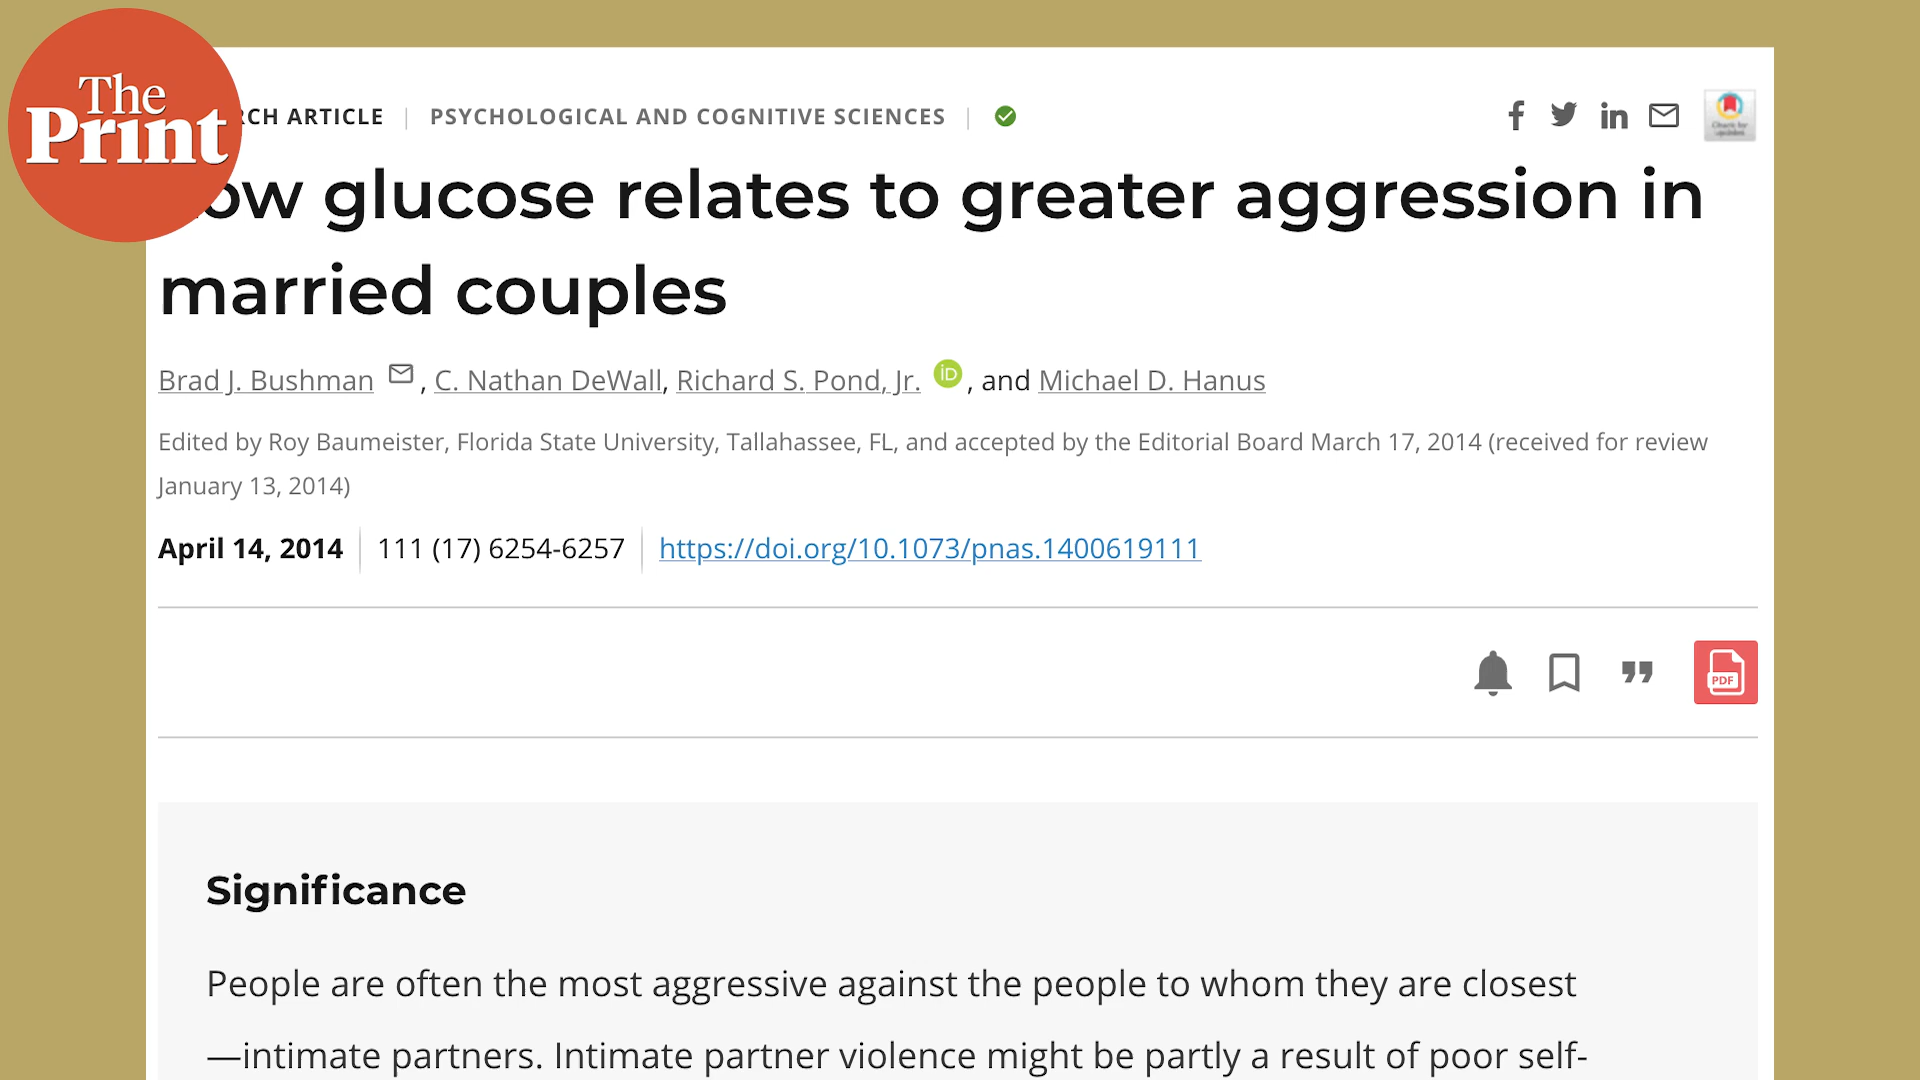 The
Print
RCH ARTICLE | PSYCHOLOGICAL AND COGNITIVE SCIENCES |
ow glucose relates to greater aggression in
married couples
Brad J. Bushman, C. Nathan DeWall, Richard S. Pond, Jr. iD, and Michael D. Hanus
Edited by Roy Baumeister, Florida State University, Tallahassee, FL, and accepted by the Editorial Board March 17, 2014 (received for review
January 13, 2014)
April 14, 2014 | 111 (17) 6254-6257 | https://doi.org/10.1073/pnas.1400619111
PDF
Significance
People are often the most aggressive against the people to whom they are closest
—intimate partners. Intimate partner violence might be partly a result of poor self-